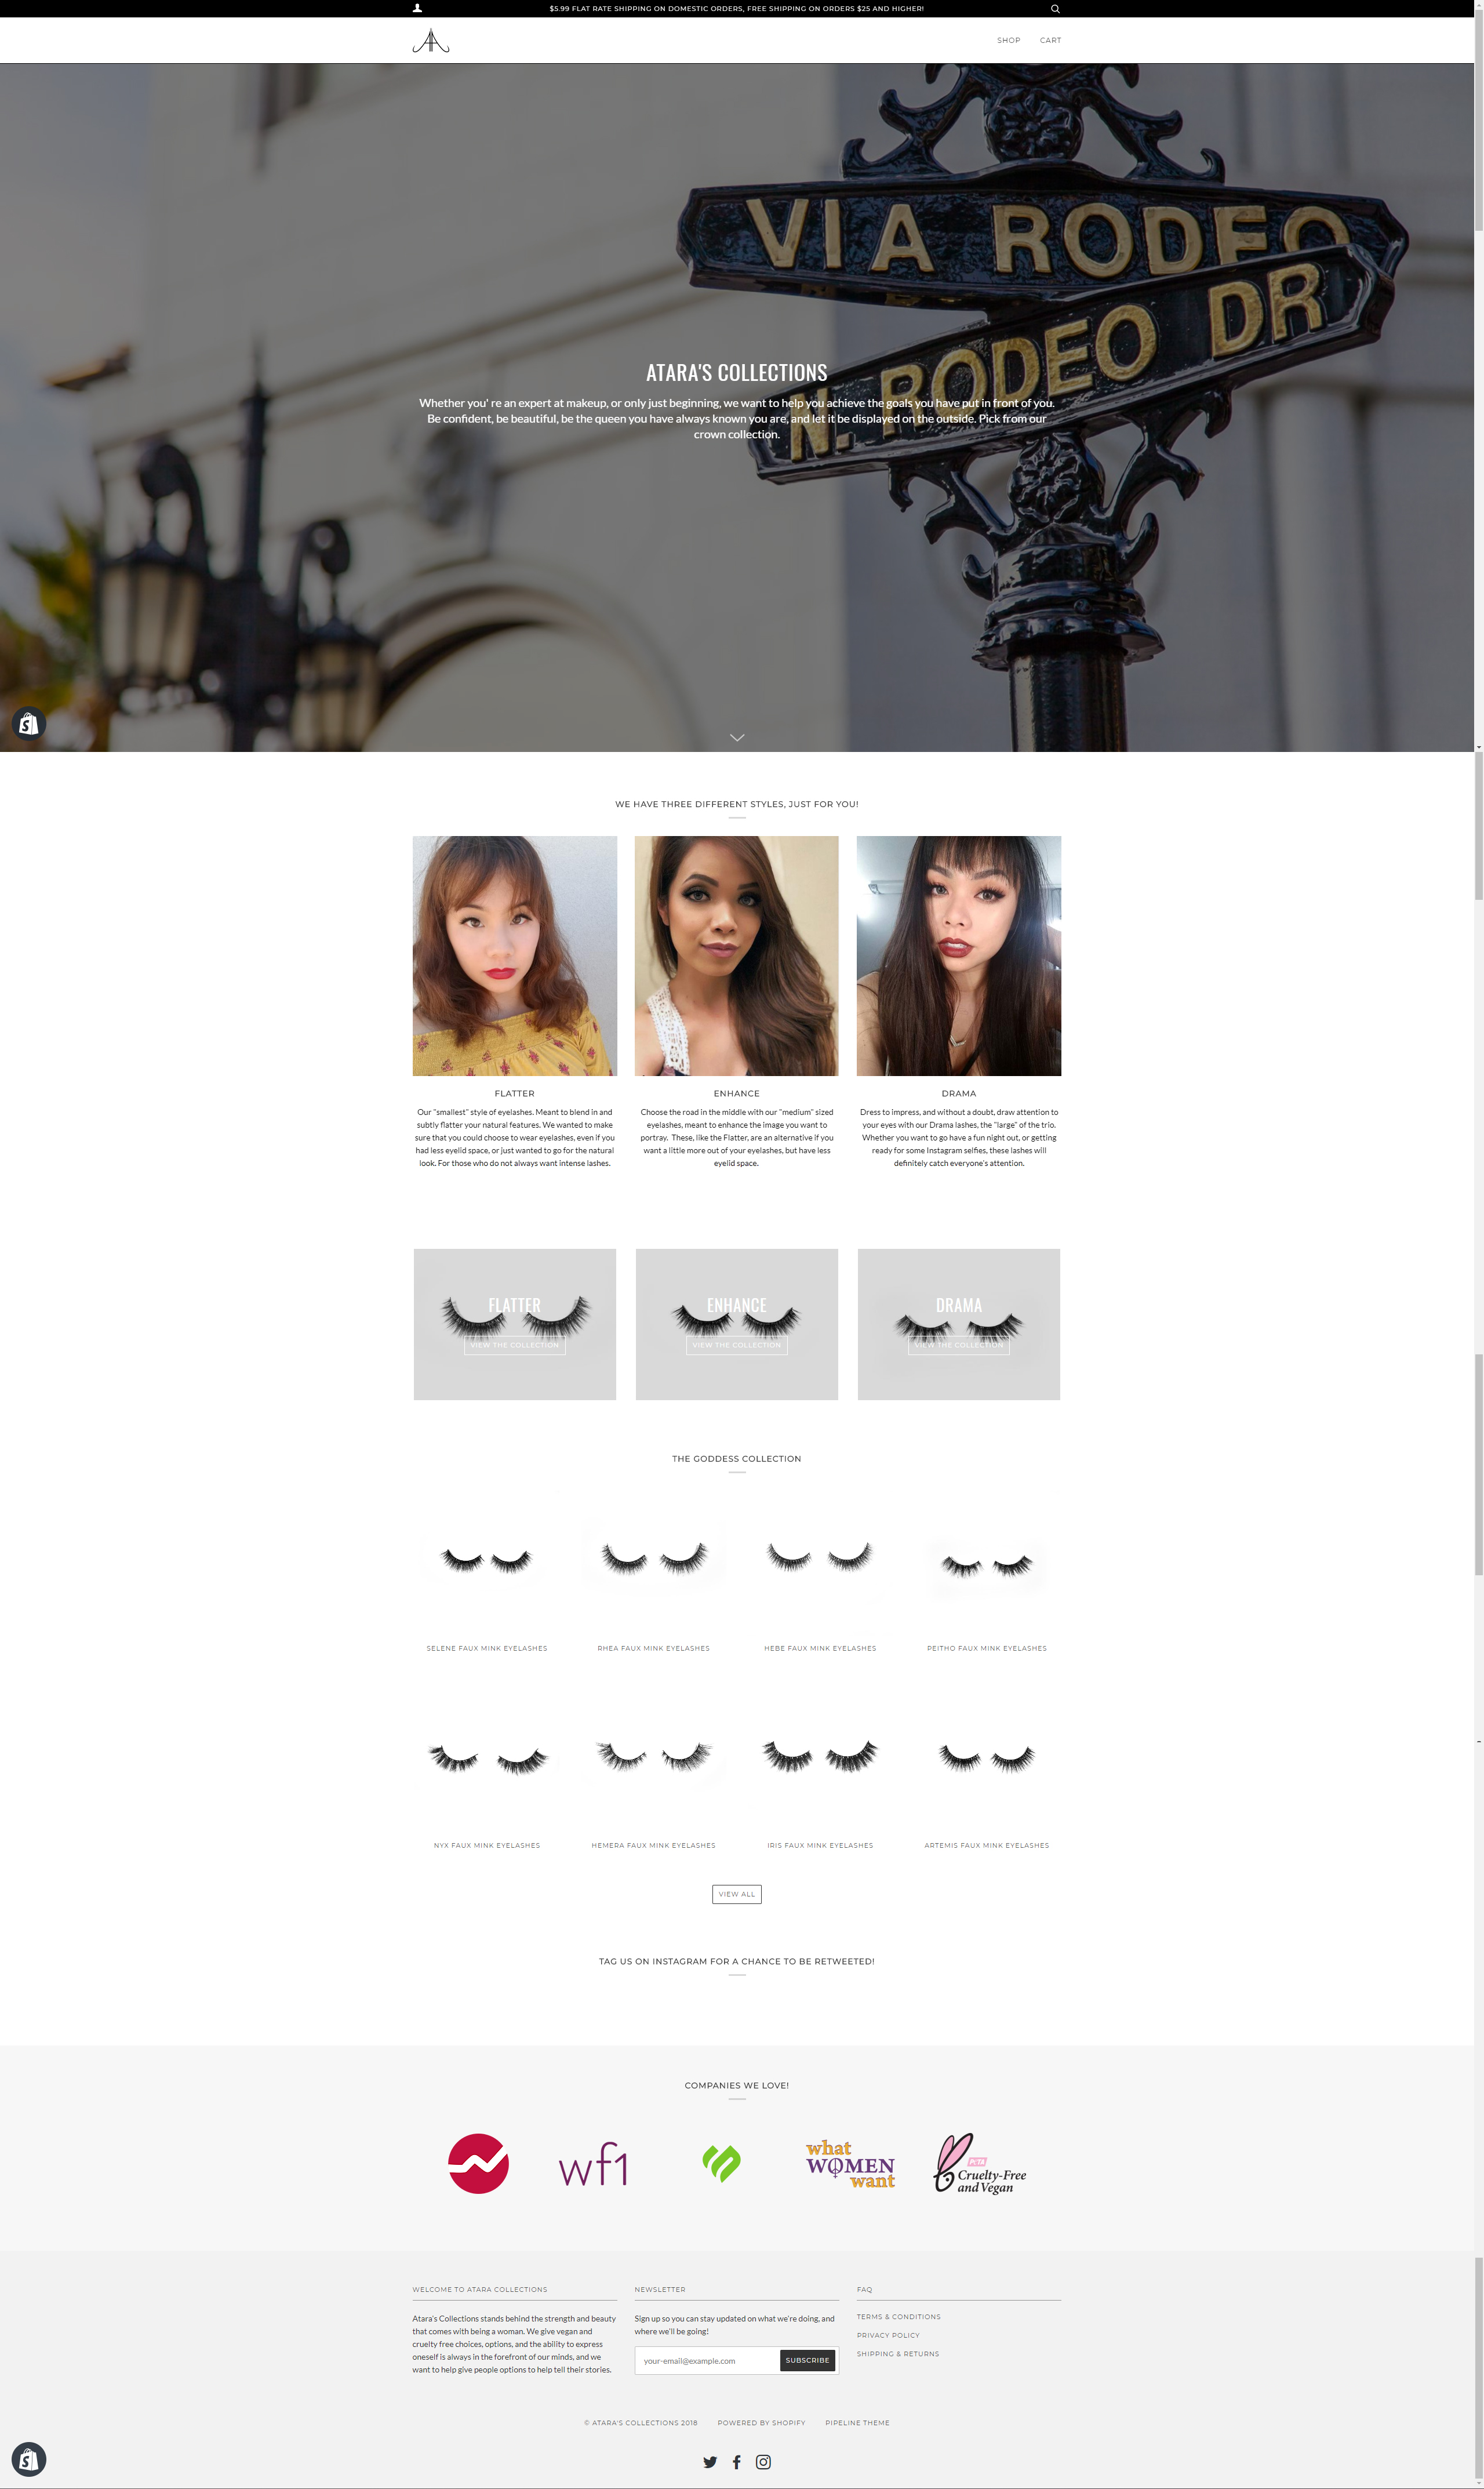 $5.99 FLAT RATE SHIPPING ON DOMESTIC ORDERS, FREE SHIPPING ON ORDERS $25 AND HIGHER!
SHOP CART
VIA RODEO
N. RODEO DR
ATARA'S COLLECTIONS
Whether you' re an expert at makeup, or only just beginning, we want to help you achieve the goals you have put in front of you.
Be confident, be beautiful, be the queen you have always known you are, and let it be displayed on the outside. Pick from our
crown collection.
WE HAVE THREE DIFFERENT STYLES, JUST FOR YOU!
FLATTER
Our "smallest" style of eyelashes. Meant to blend in and
subtly flatter your natural features. We wanted to make
sure that you could choose to wear eyelashes, even if you
had less eyelid space, or just wanted to go for the natural
look. For those who do not always want intense lashes.
ENHANCE
Choose the road in the middle with our "medium" sized
eyelashes, meant to enhance the image you want to
portray. These, like the Flatter, are an alternative if you
want a little more out of your eyelashes, but have less
eyelid space.
DRAMA
Dress to impress, and without a doubt, draw attention to
your eyes with our Drama lashes, the "large" of the trio.
Whether you want to go have a fun night out, or getting
ready for some Instagram selfies, these lashes will
definitely catch everyone's attention.
FLATTER
VIEW THE COLLECTION
ENHANCE
VIEW THE COLLECTION
DRAMA
VIEW THE COLLECTION
THE GODDESS COLLECTION
SELENE FAUX MINK EYELASHES
RHEA FAUX MINK EYELASHES
HEBE FAUX MINK EYELASHES
PEITHO FAUX MINK EYELASHES
NYX FAUX MINK EYELASHES
HEMERA FAUX MINK EYELASHES
IRIS FAUX MINK EYELASHES
ARTEMIS FAUX MINK EYELASHES
VIEW ALL
TAG US ON INSTAGRAM FOR A CHANCE TO BE RETWEETED!
COMPANIES WE LOVE!
wf1
what
WOMEN
want
PETA
Cruelty-Free
and Vegan
WELCOME TO ATARA COLLECTIONS
Atara's Collections stands behind the strength and beauty
that comes with being a woman. We give vegan and
cruelty free choices, options, and the ability to express
oneself is always in the forefront of our minds, and we
want to help give people options to help tell their stories.
NEWSLETTER
Sign up so you can stay updated on what we're doing, and
where we'll be going!
your-email@example.com
SUBSCRIBE
FAQ
TERMS & CONDITIONS
PRIVACY POLICY
SHIPPING & RETURNS
© ATARA'S COLLECTIONS 2018 POWERED BY SHOPIFY PIPELINE THEME